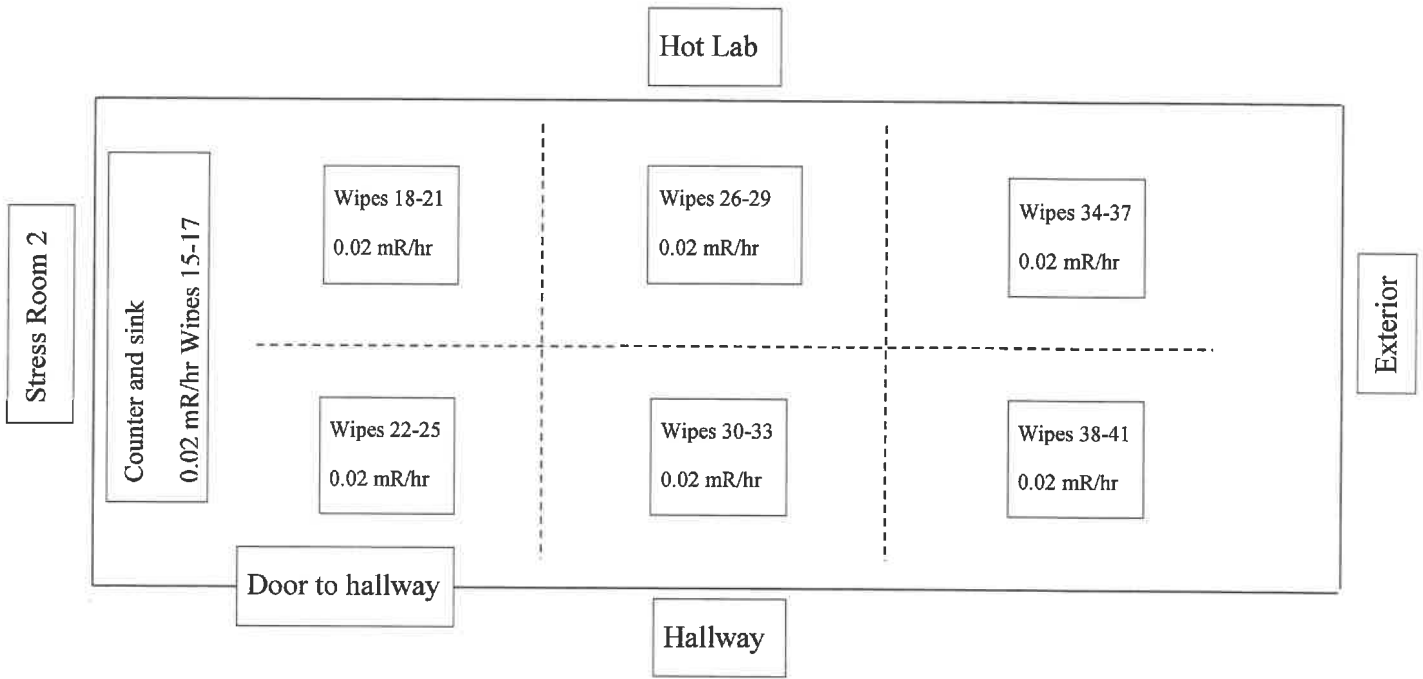 Hot Lab
Stress Room 2
Counter and sink
0.02 mR/hr Wipes 15-17
Wipes 18-21
0.02 mR/hr
Wipes 26-29
0.02 mR/hr
Wipes 34-37
0.02 mR/hr
Exterior
Wipes 22-25
0.02 mR/hr
Wipes 30-33
0.02 mR/hr
Wipes 38-41
0.02 mR/hr
Door to hallway
Hallway